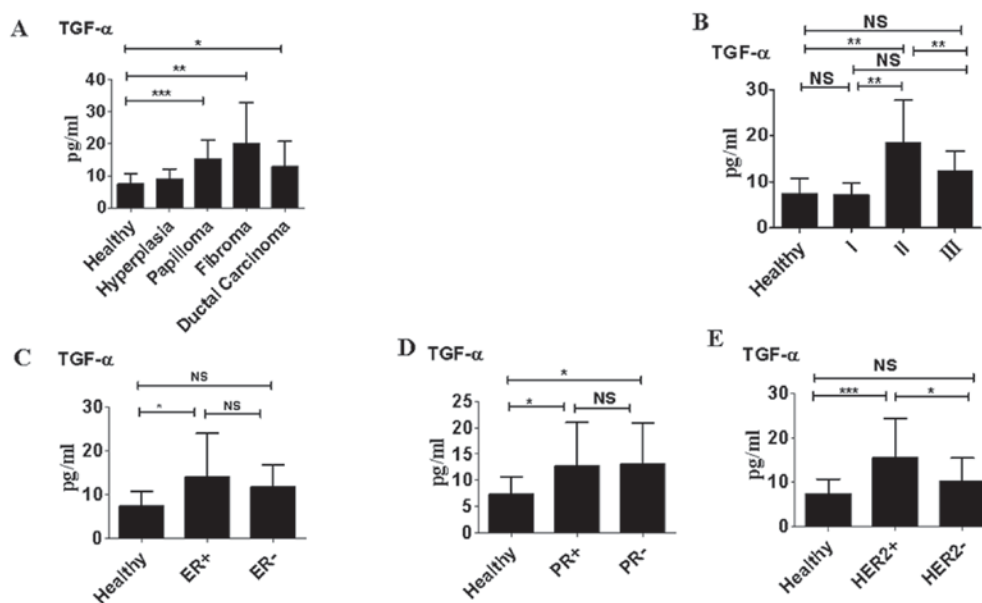 A
TGF-α
*
**
***
40
30
20
10
0
pg/ml
Healthy
Hyperplasia
Papilloma
Fibroma
Ductal Carcinoma
B
NS
TGF-α
**
**
NS
NS
**
30
20
10
0
pg/ml
Healthy
I
II
III
C
TGF-α
NS
*
NS
30
20
10
0
pg/ml
Healthy
ER+
ER-
D
TGF-α
*
*
NS
25
20
15
10
5
0
pg/ml
Healthy
PR+
PR-
E
TGF-α
NS
***
*
30
20
10
0
pg/ml
Healthy
HER2+
HER2-